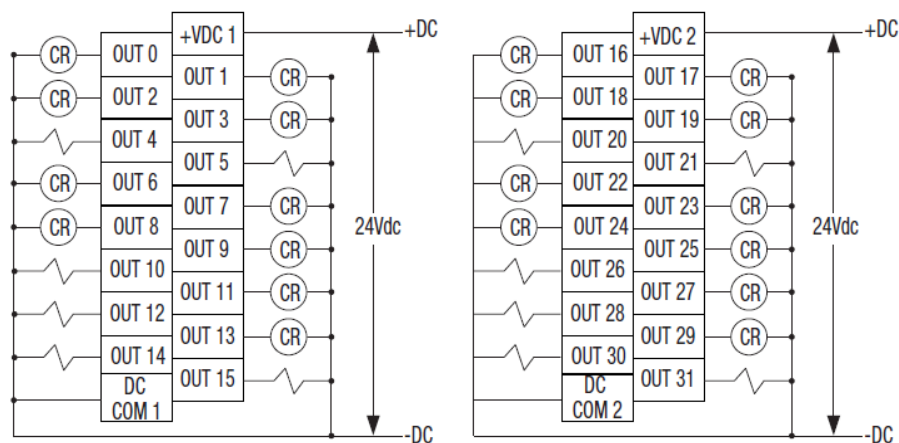 +VDC 1
+DC
CR
OUT 0
OUT 1
CR
CR
OUT 2
OUT 3
CR
OUT 4
OUT 5
CR
OUT 6
OUT 7
CR
CR
OUT 8
24Vdc
OUT 9
CR
OUT 10
OUT 11
CR
OUT 12
OUT 13
CR
OUT 14
OUT 15
DC
COM 1
-DC
+VDC 2
+DC
CR
OUT 16
OUT 17
CR
CR
OUT 18
OUT 19
CR
OUT 20
OUT 21
CR
OUT 22
OUT 23
CR
CR
OUT 24
24Vdc
OUT 25
CR
OUT 26
OUT 27
CR
OUT 28
OUT 29
CR
OUT 30
OUT 31
DC
COM 2
-DC